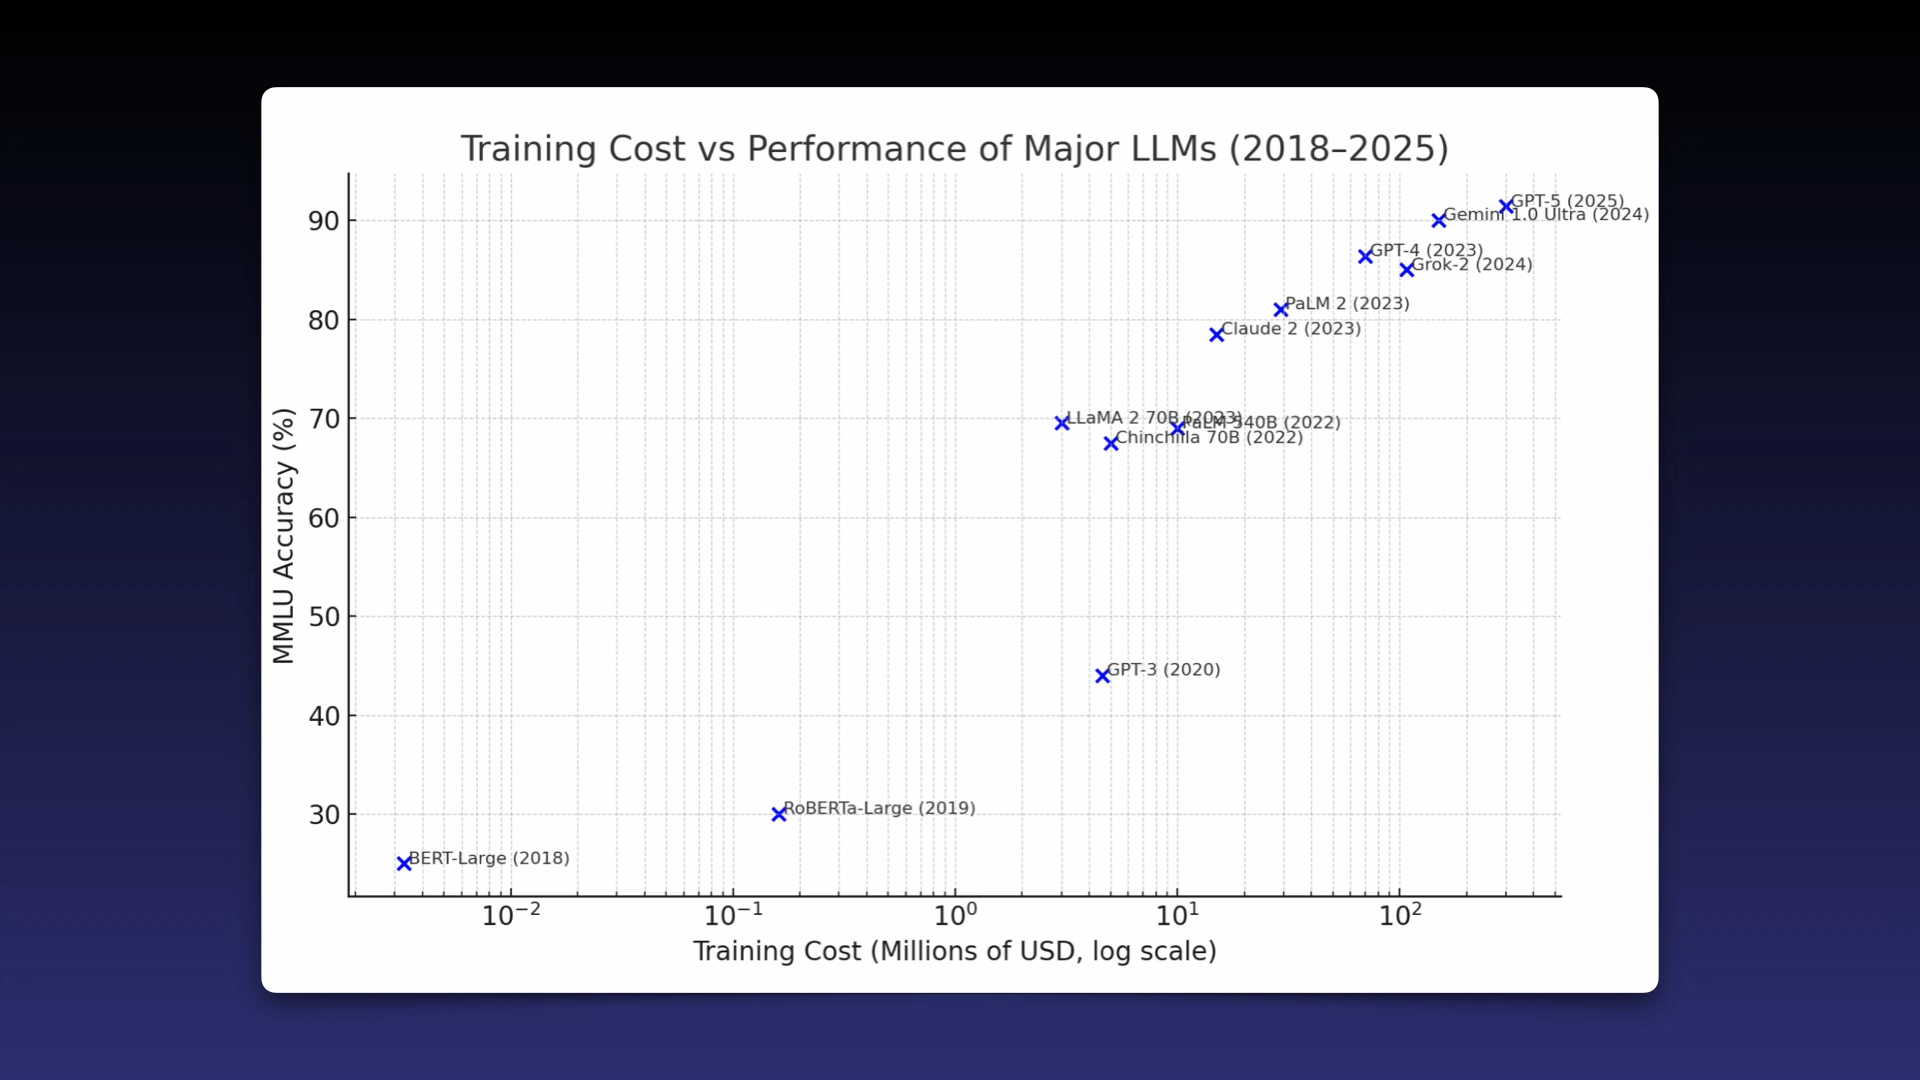 Training Cost vs Performance of Major LLMs (2018–2025)
MMLU Accuracy (%)
90
80
70
60
50
40
30
GPT-5 (2025)
Gemini 1.0 Ultra (2024)
GPT-4 (2023)
Grok-2 (2024)
PaLM 2 (2023)
Claude 2 (2023)
LLaMA 2 70B (2023)
PaLM 540B (2022)
Chinchilla 70B (2022)
GPT-3 (2020)
RoBERTa-Large (2019)
BERT-Large (2018)
10⁻² 10⁻¹ 10⁰ 10¹ 10²
Training Cost (Millions of USD, log scale)